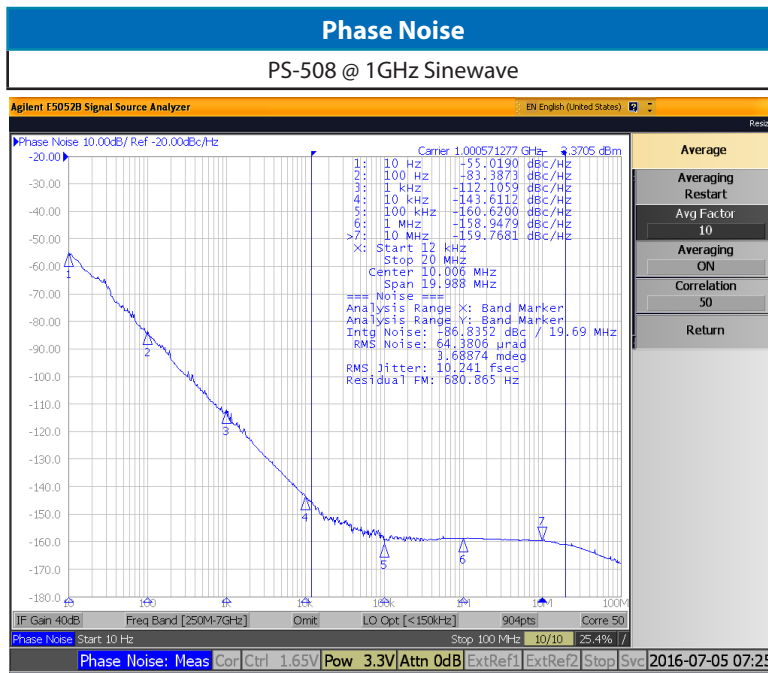 Phase Noise
PS-508 @ 1GHz Sinewave
Agilent E5052B Signal Source Analyzer
EN English (United States)
Resiz
Phase Noise 10.00dB/ Ref -20.00dBc/Hz
Carrier 1.000571277 GHz 3.3705 dBm
1: 10 Hz -55.0190 dBc/Hz
2: 100 Hz -83.3873 dBc/Hz
3: 1 kHz -112.1059 dBc/Hz
4: 10 kHz -143.6112 dBc/Hz
5: 100 kHz -160.6200 dBc/Hz
6: 1 MHz -158.9479 dBc/Hz
>7: 10 MHz -159.7681 dBc/Hz
X: Start 12 kHz
Stop 20 MHz
Center 10.006 MHz
Span 19.988 MHz
=== Noise ===
Analysis Range X: Band Marker
Analysis Range Y: Band Marker
Intg Noise: -86.8352 dBc / 19.69 MHz
RMS Noise: 64.3806 µrad
3.68874 mdeg
RMS Jitter: 10.241 fsec
Residual FM: 680.865 Hz
-20.00
-30.00
-40.00
-50.00
-60.00
-70.00
-80.00
-90.00
-100.0
-110.0
-120.0
-130.0
-140.0
-150.0
-160.0
-170.0
-180.0
1
2
3
4
5
6
7
10
100
1k
10k
100k
1M
10M
100M
Average
Averaging
Restart
Avg Factor
10
Averaging
ON
Correlation
50
Return
IF Gain 40dB
Freq Band [250M-7GHz]
Omit
LO Opt [<150kHz]
904pts
Corre 50
Phase Noise Start 10 Hz
Stop 100 MHz
10/10
25.4%
/
Phase Noise: Meas
Cor
Ctrl 1.65V
Pow 3.3V
Attn 0dB
ExtRef1
ExtRef2
Stop
Svc
2016-07-05 07:25